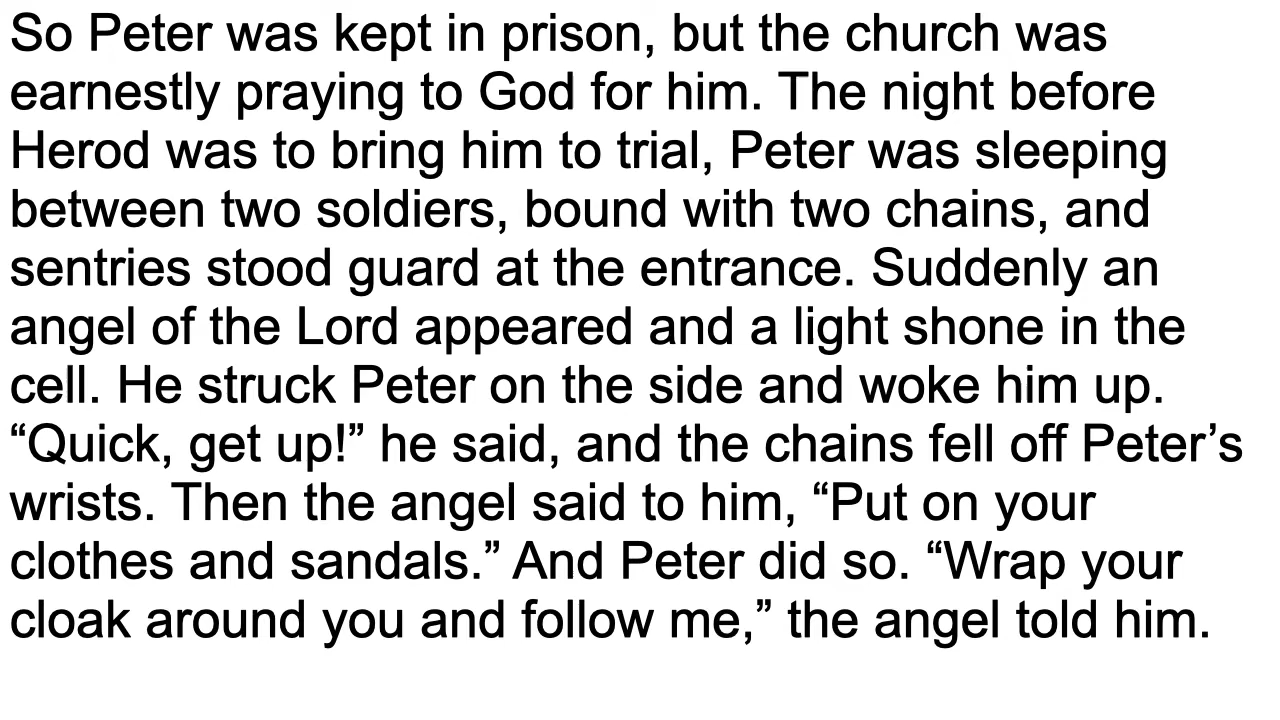 So Peter was kept in prison, but the church was
earnestly praying to God for him. The night before
Herod was to bring him to trial, Peter was sleeping
between two soldiers, bound with two chains, and
sentries stood guard at the entrance. Suddenly an
angel of the Lord appeared and a light shone in the
cell. He struck Peter on the side and woke him up.
“Quick, get up!” he said, and the chains fell off Peter’s
wrists. Then the angel said to him, “Put on your
clothes and sandals.” And Peter did so. “Wrap your
cloak around you and follow me,” the angel told him.